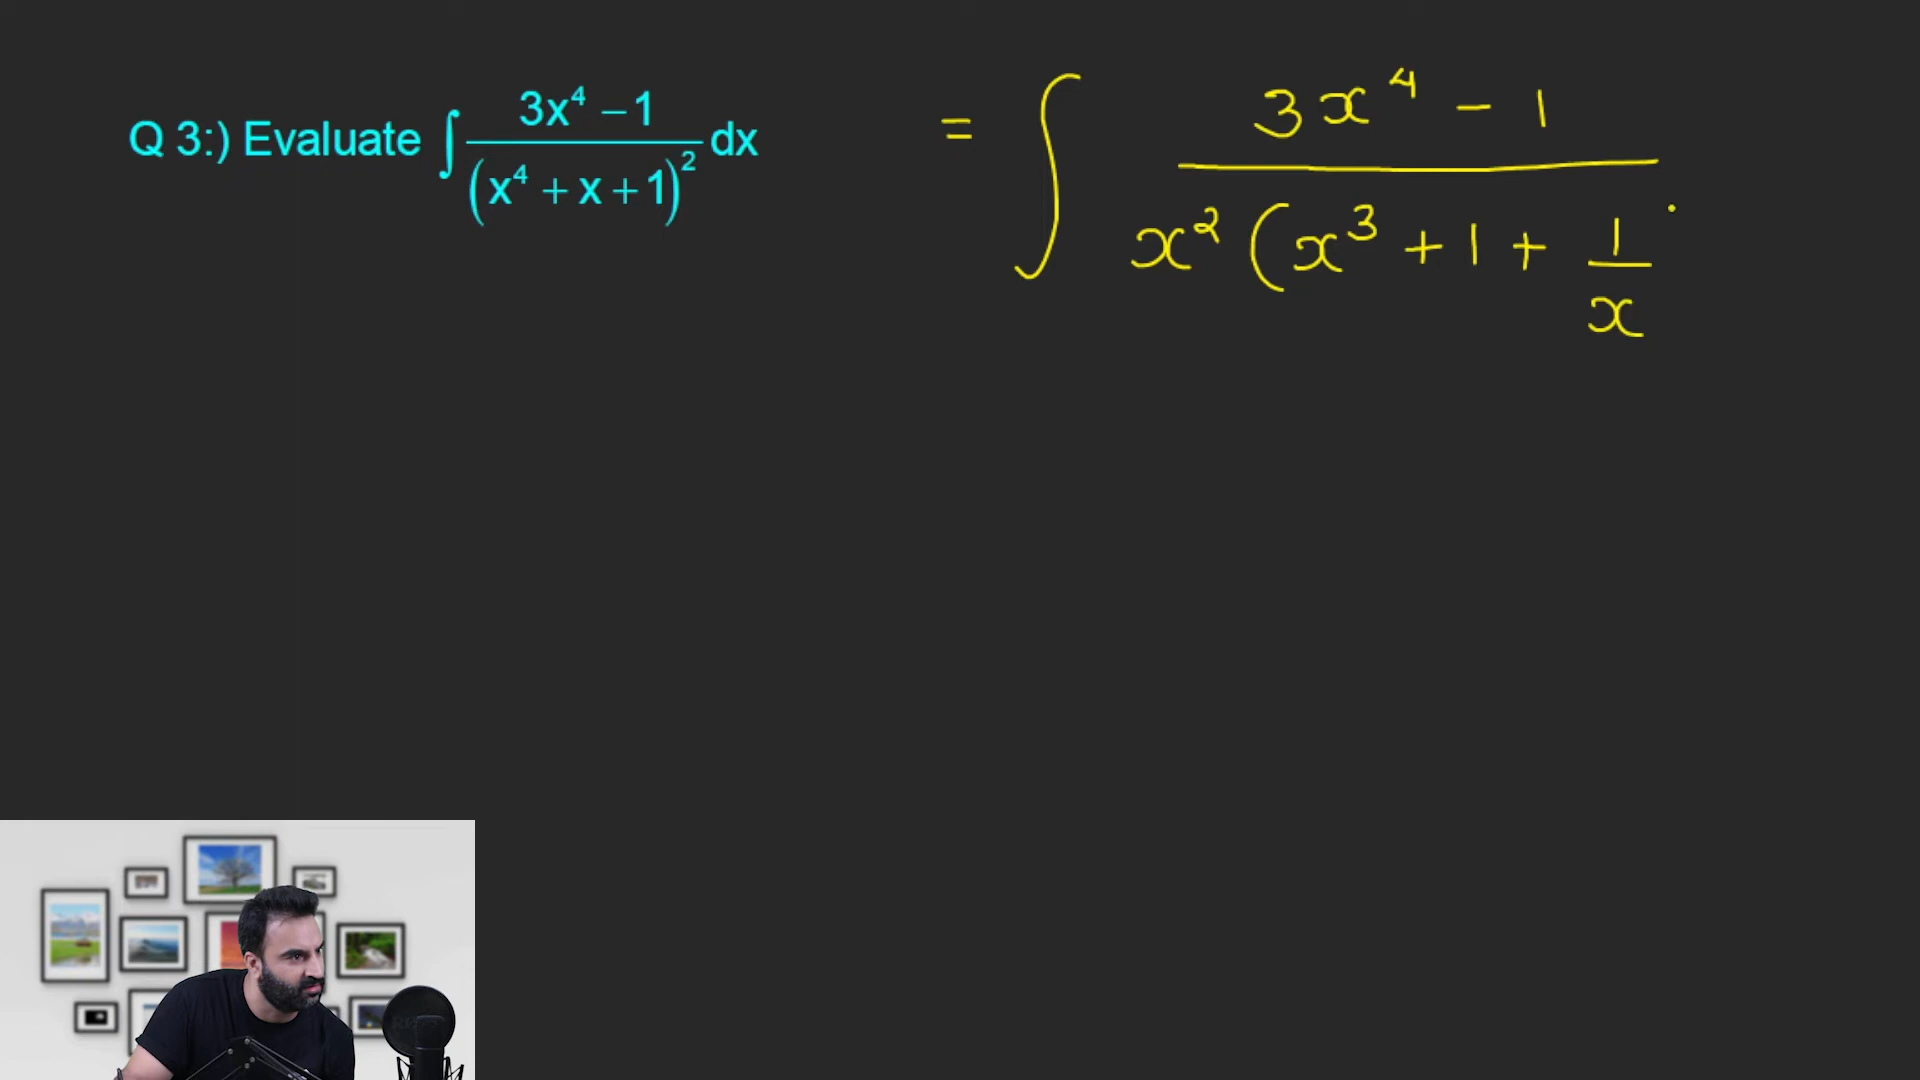 Q 3:) Evaluate ∫ (3x⁴ − 1) / (x⁴ + x + 1)² dx
= ∫ (3x⁴ − 1) / x² (x³ + 1 + 1/x